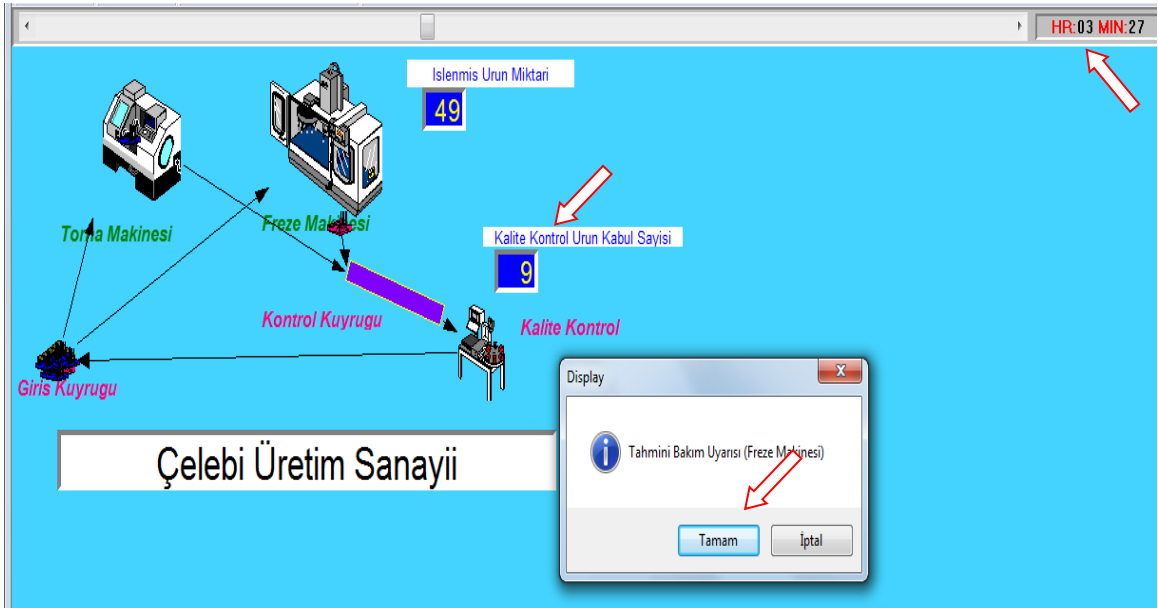 HR:03 MIN:27
Islenmis Urun Miktari
49
Torna Makinesi
Freze Makinesi
Kalite Kontrol Urun Kabul Sayisi
9
Kontrol Kuyrugu
Kalite Kontrol
Giris Kuyrugu
Çelebi Üretim Sanayii
Display
Tahmini Bakım Uyarısı (Freze Makinesi)
Tamam
İptal